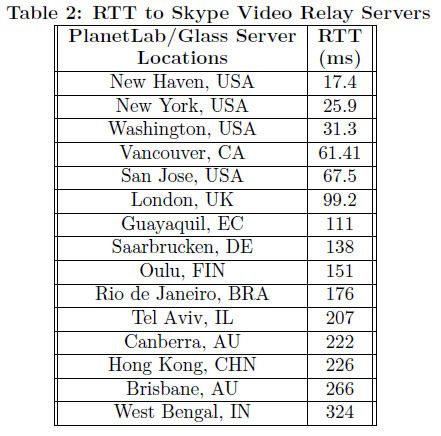 Table 2: RTT to Skype Video Relay Servers
PlanetLab/Glass Server RTT
Locations (ms)
New Haven, USA 17.4
New York, USA 25.9
Washington, USA 31.3
Vancouver, CA 61.41
San Jose, USA 67.5
London, UK 99.2
Guayaquil, EC 111
Saarbrucken, DE 138
Oulu, FIN 151
Rio de Janeiro, BRA 176
Tel Aviv, IL 207
Canberra, AU 222
Hong Kong, CHN 226
Brisbane, AU 266
West Bengal, IN 324